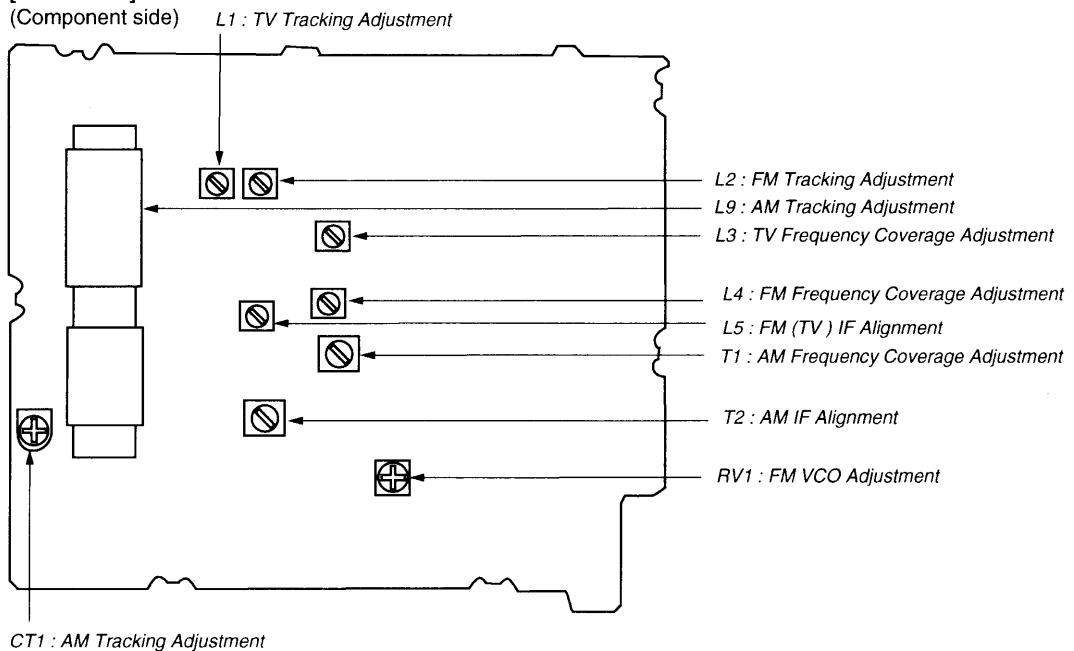 (Component side)
L1 : TV Tracking Adjustment
L2 : FM Tracking Adjustment
L9 : AM Tracking Adjustment
L3 : TV Frequency Coverage Adjustment
L4 : FM Frequency Coverage Adjustment
L5 : FM (TV ) IF Alignment
T1 : AM Frequency Coverage Adjustment
T2 : AM IF Alignment
RV1 : FM VCO Adjustment
CT1 : AM Tracking Adjustment